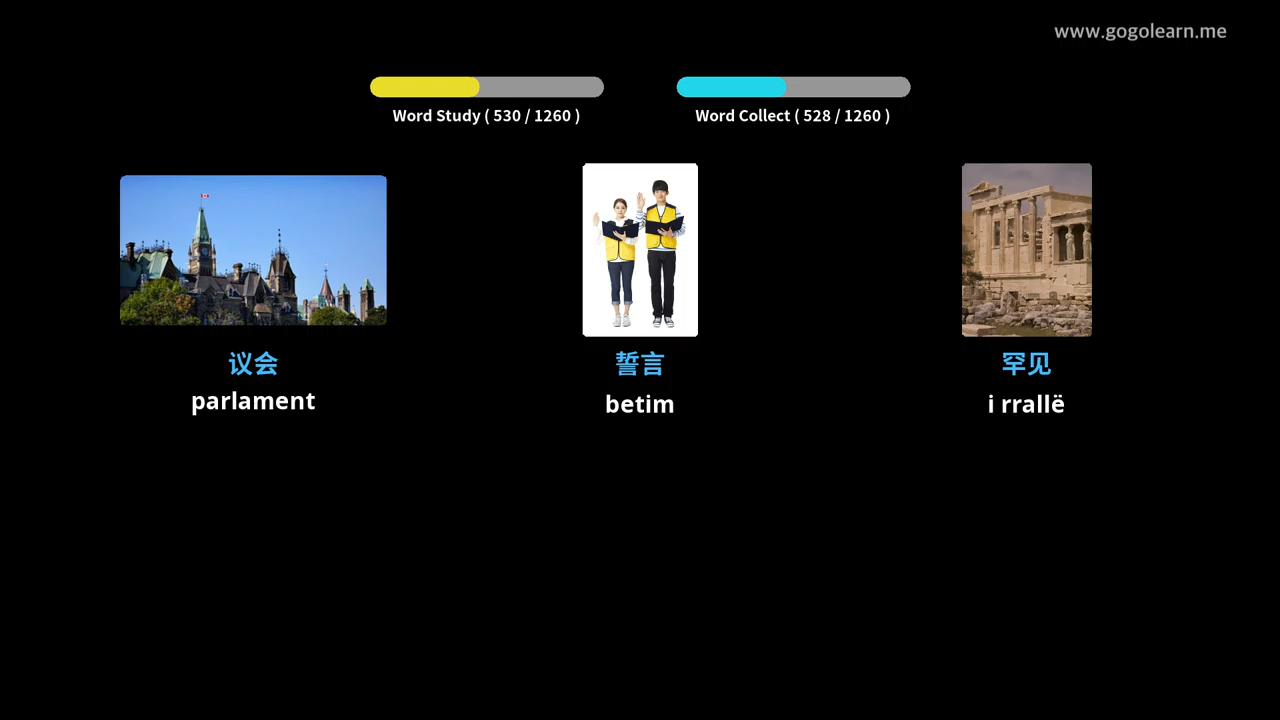 www.gogolearn.me
Word Study ( 530 / 1260 )
Word Collect ( 528 / 1260 )
议会
誓言
罕见
parlament
betim
i rrallë